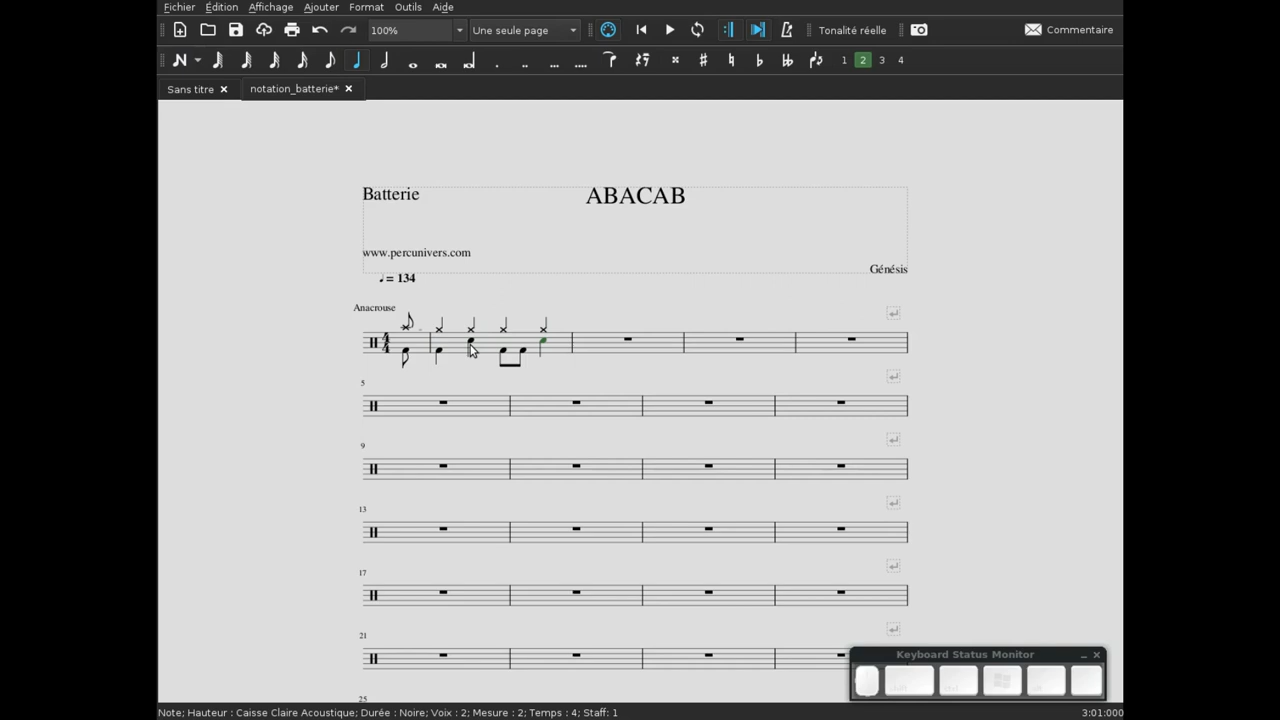 Fichier Édition Affichage Ajouter Format Outils Aide
100% Une seule page Tonalité réelle Commentaire
1 2 3 4
Sans titre notation_batterie*
Batterie ABACAB
www.percunivers.com
Génésis
= 134
Anacrouse
4
4
5
9
13
17
21
25
Keyboard Status Monitor
Note; Hauteur : Caisse Claire Acoustique; Durée : Noire; Voix : 2; Mesure : 2; Temps : 4; Staff: 1 3:01:000